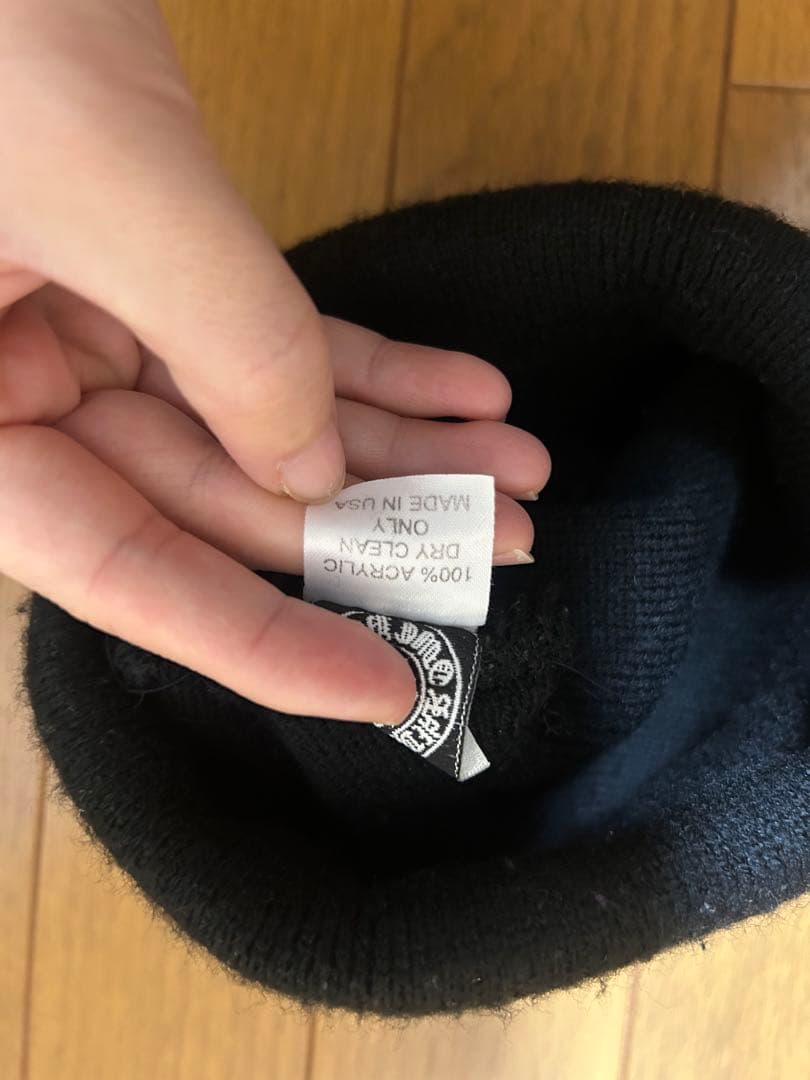 100% ACRYLIC
DRY CLEAN
ONLY
MADE IN USA